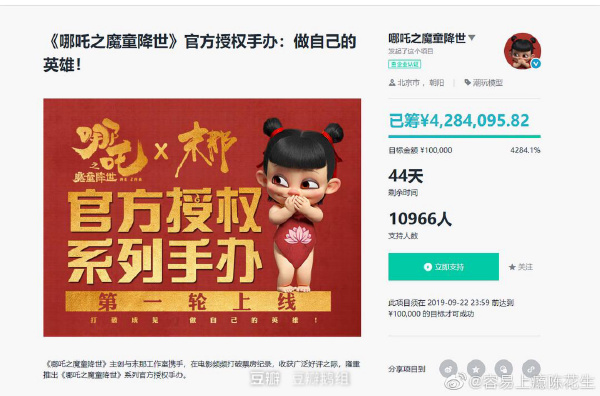 《哪吒之魔童降世》官方授权手办：做自己的
英雄！
哪吒
之
魔童降世
×
末那
官方授权
系列手办
第一轮上线
打破成见 做自己的英雄！
《哪吒之魔童降世》主创与末那工作室携手，在电影频频打破票房纪录，收获广泛好评之际，隆重
推出《哪吒之魔童降世》系列官方授权手办。
哪吒之魔童降世
发起了这个项目
北京市，朝阳
潮玩模型
已筹¥4,284,095.82
目标金额 ¥100,000
4284.1%
44天
剩余时间
10966人
支持人数
立即支持
关注
此项目须在 2019-09-22 23:59 前达到
¥100,000 的目标才可成功
分享项目到
豆瓣
@容易上瘾陈花生